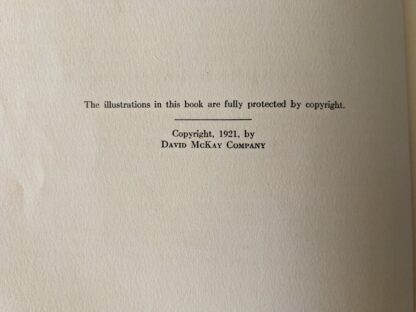 The illustrations in this book are fully protected by copyright.
Copyright, 1921, by
David McKay Company